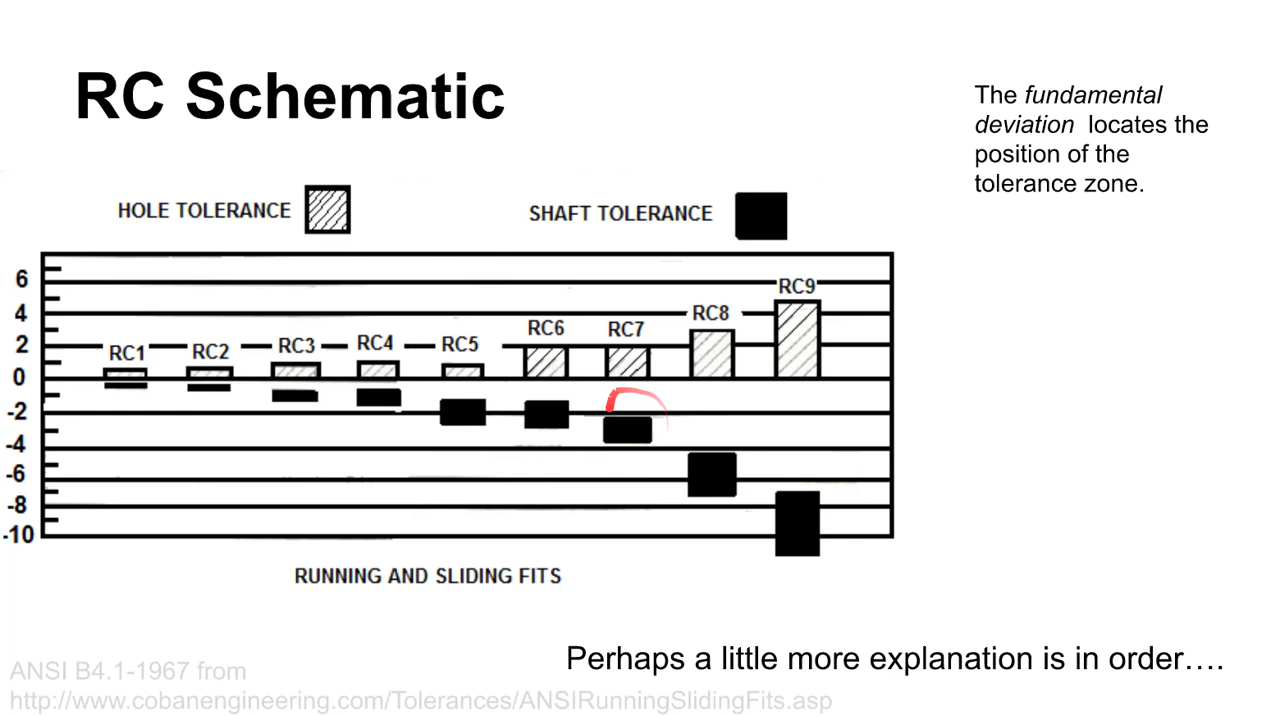 RC Schematic
The fundamental
deviation locates the
position of the
tolerance zone.
HOLE TOLERANCE
SHAFT TOLERANCE
6
4
2
0
-2
-4
-6
-8
-10
RC1
RC2
RC3
RC4
RC5
RC6
RC7
RC8
RC9
RUNNING AND SLIDING FITS
Perhaps a little more explanation is in order….
ANSI B4.1-1967 from
http://www.cobanengineering.com/Tolerances/ANSIRunningSlidingFits.asp